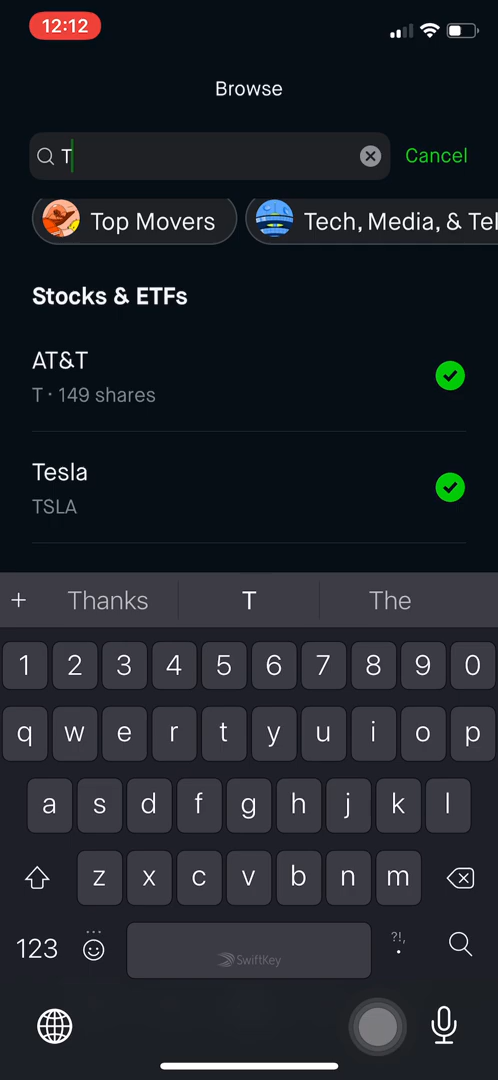 12:12
Browse
T
Cancel
Top Movers
Tech, Media, & Tel
Stocks & ETFs
AT&T
T · 149 shares
Tesla
TSLA
+ Thanks T The
1 2 3 4 5 6 7 8 9 0
q w e r t y u i o p
a s d f g h j k l
z x c v b n m
?!,
123
.
SwiftKey